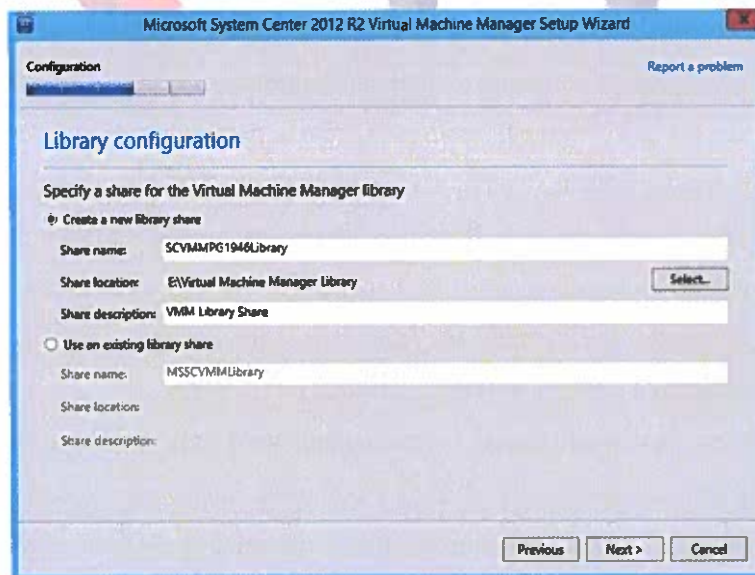 Microsoft System Center 2012 R2 Virtual Machine Manager Setup Wizard
Configuration
Report a problem
Library configuration
Specify a share for the Virtual Machine Manager library
Create a new library share
Share name: SCVMMPG1946Library
Share location: E:\Virtual Machine Manager Library Select...
Share description: VMM Library Share
Use an existing library share
Share name: MSSCVMMLibrary
Share location:
Share description:
Previous Next > Cancel